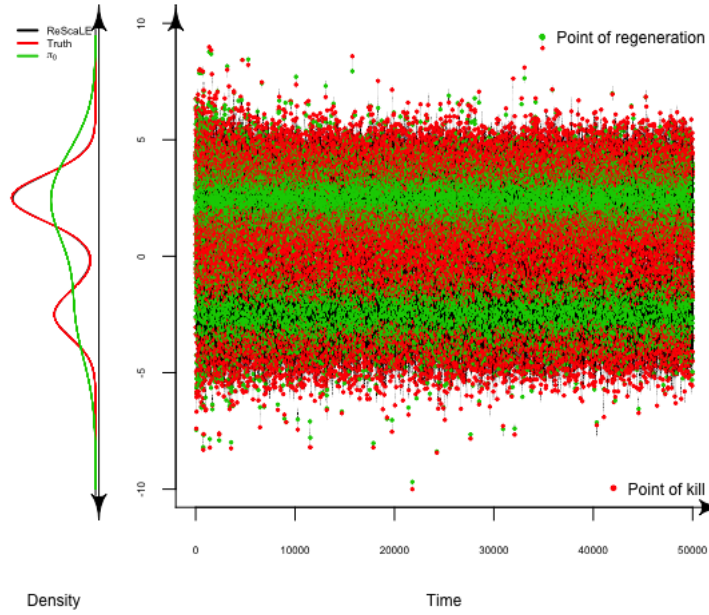 ReScaLE
Truth
π0
10
5
0
-5
-10
Point of regeneration
Point of kill
0 10000 20000 30000 40000 50000
Density
Time